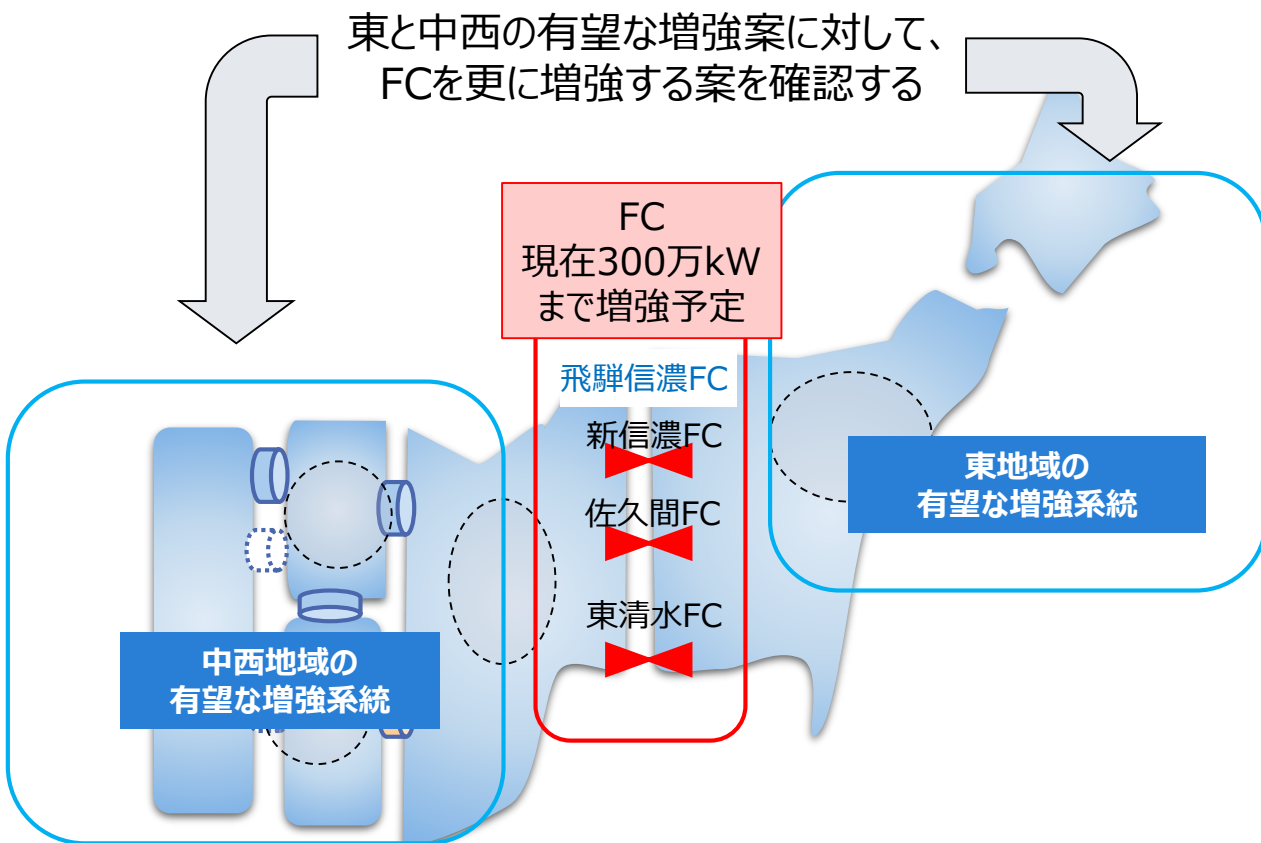 東と中西の有望な増強案に対して、
FCを更に増強する案を確認する
FC
現在300万kW
まで増強予定
飛騨信濃FC
新信濃FC
佐久間FC
東清水FC
東地域の
有望な増強系統
中西地域の
有望な増強系統